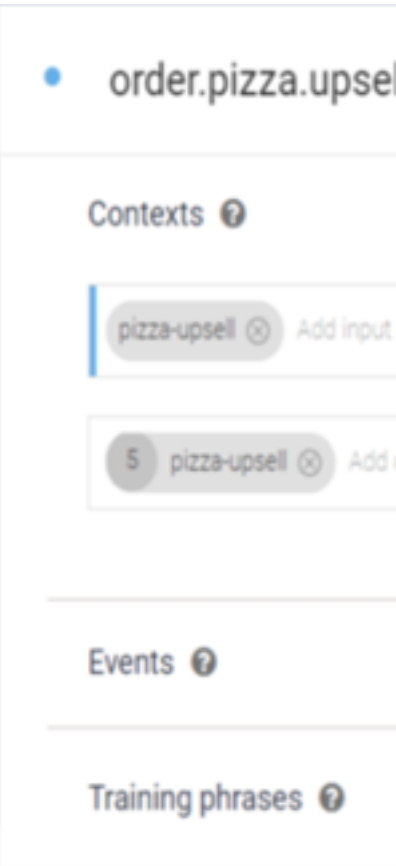 order.pizza.upsel
Contexts
pizza-upsell Add input
5 pizza-upsell Add
Events
Training phrases